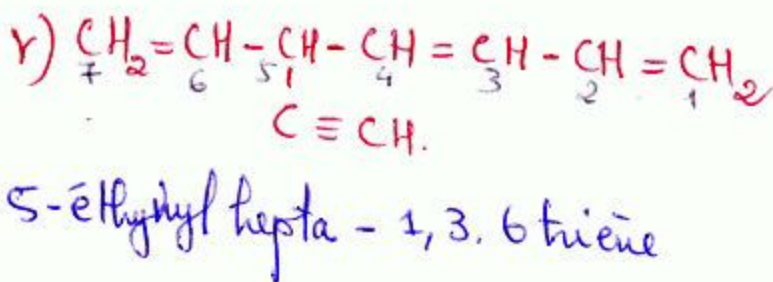 r) CH₂=CH-CH-CH=CH-CH=CH₂
7 6 5 4 3 2 1
C≡CH.
5-éthynyl hepta - 1,3.6 triène